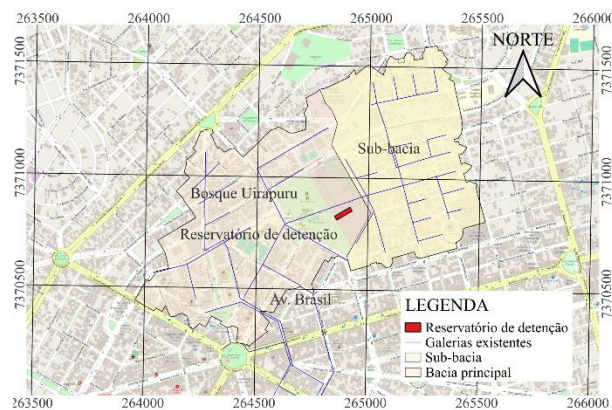 263500 264000 264500 265000 265500 266000
7371500 7371500
NORTE
Sub-bacia
7371000 7371000
Bosque Uirapuru
Reservatório de detenção
7370500 7370500
Av. Brasil
LEGENDA
Reservatório de detenção
Galerias existentes
Sub-bacia
Bacia principal
263500 264000 264500 265000 265500 266000